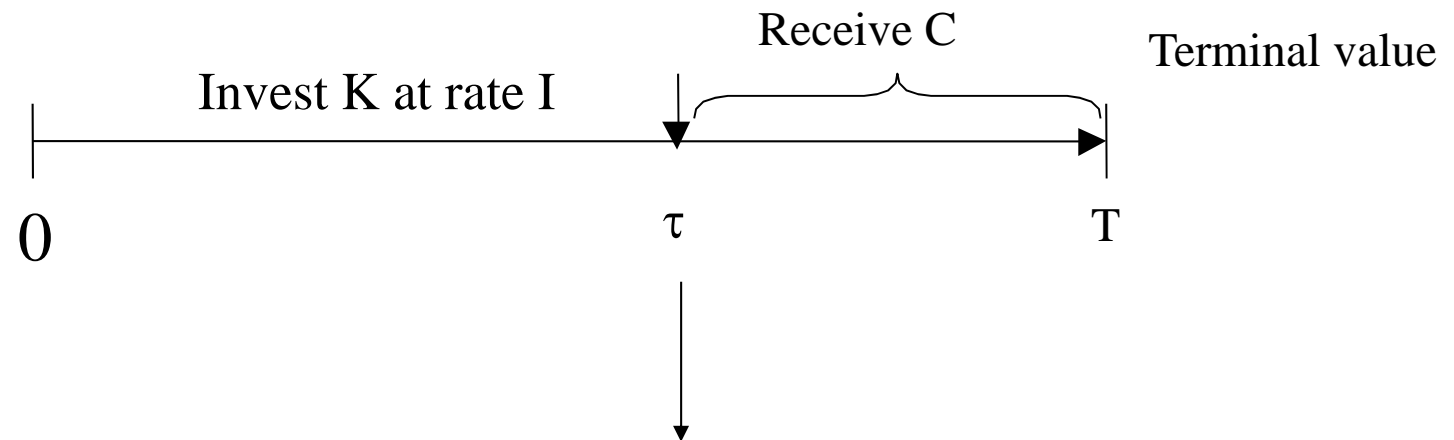 Receive C
Terminal value
Invest K at rate I
0
τ
T